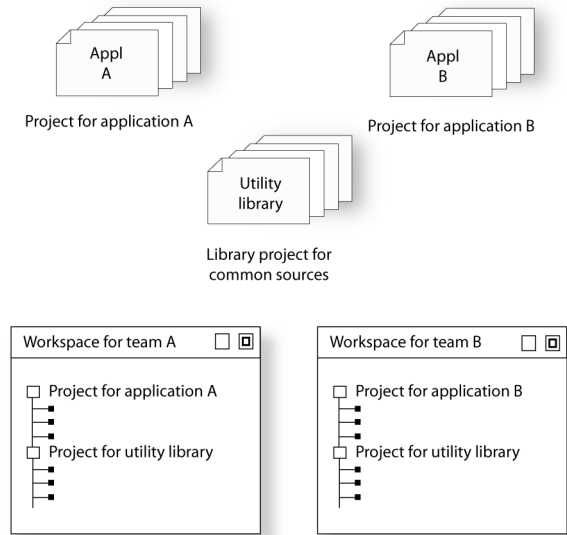 Appl
A
Project for application A
Appl
B
Project for application B
Utility
library
Library project for
common sources
Workspace for team A
Project for application A
Project for utility library
Workspace for team B
Project for application B
Project for utility library